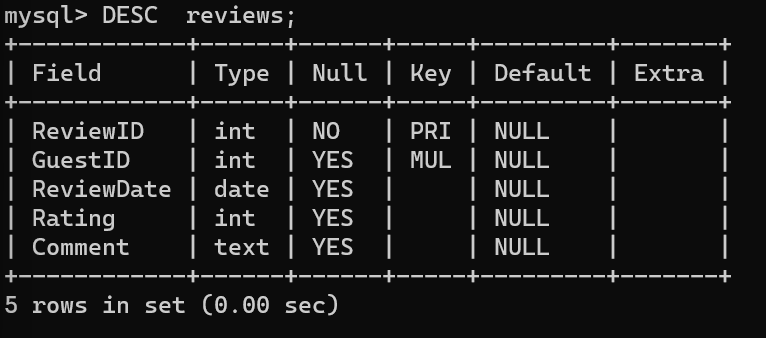 mysql> DESC  reviews;
+------------+------+------+-----+---------+-------+
| Field      | Type | Null | Key | Default | Extra |
+------------+------+------+-----+---------+-------+
| ReviewID   | int  | NO   | PRI | NULL    |       |
| GuestID    | int  | YES  | MUL | NULL    |       |
| ReviewDate | date | YES  |     | NULL    |       |
| Rating     | int  | YES  |     | NULL    |       |
| Comment    | text | YES  |     | NULL    |       |
+------------+------+------+-----+---------+-------+
5 rows in set (0.00 sec)